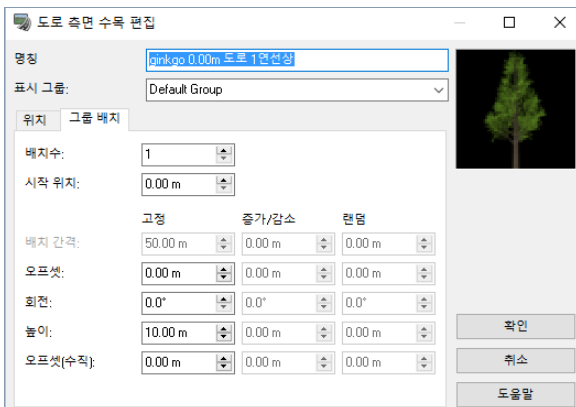 도로 측면 수목 편집
명칭 ginkgo 0.00m 도로 1연선상
표시 그룹: Default Group
위치 그룹 배치
배치수: 1
시작 위치: 0.00 m
고정 증가/감소 랜덤
배치 간격: 50.00 m 0.00 m 0.00 m
오프셋: 0.00 m 0.00 m 0.00 m
회전: 0.0° 0.0° 0.0°
높이: 10.00 m 0.00 m 0.00 m
오프셋(수직): 0.00 m 0.00 m 0.00 m
확인
취소
도움말